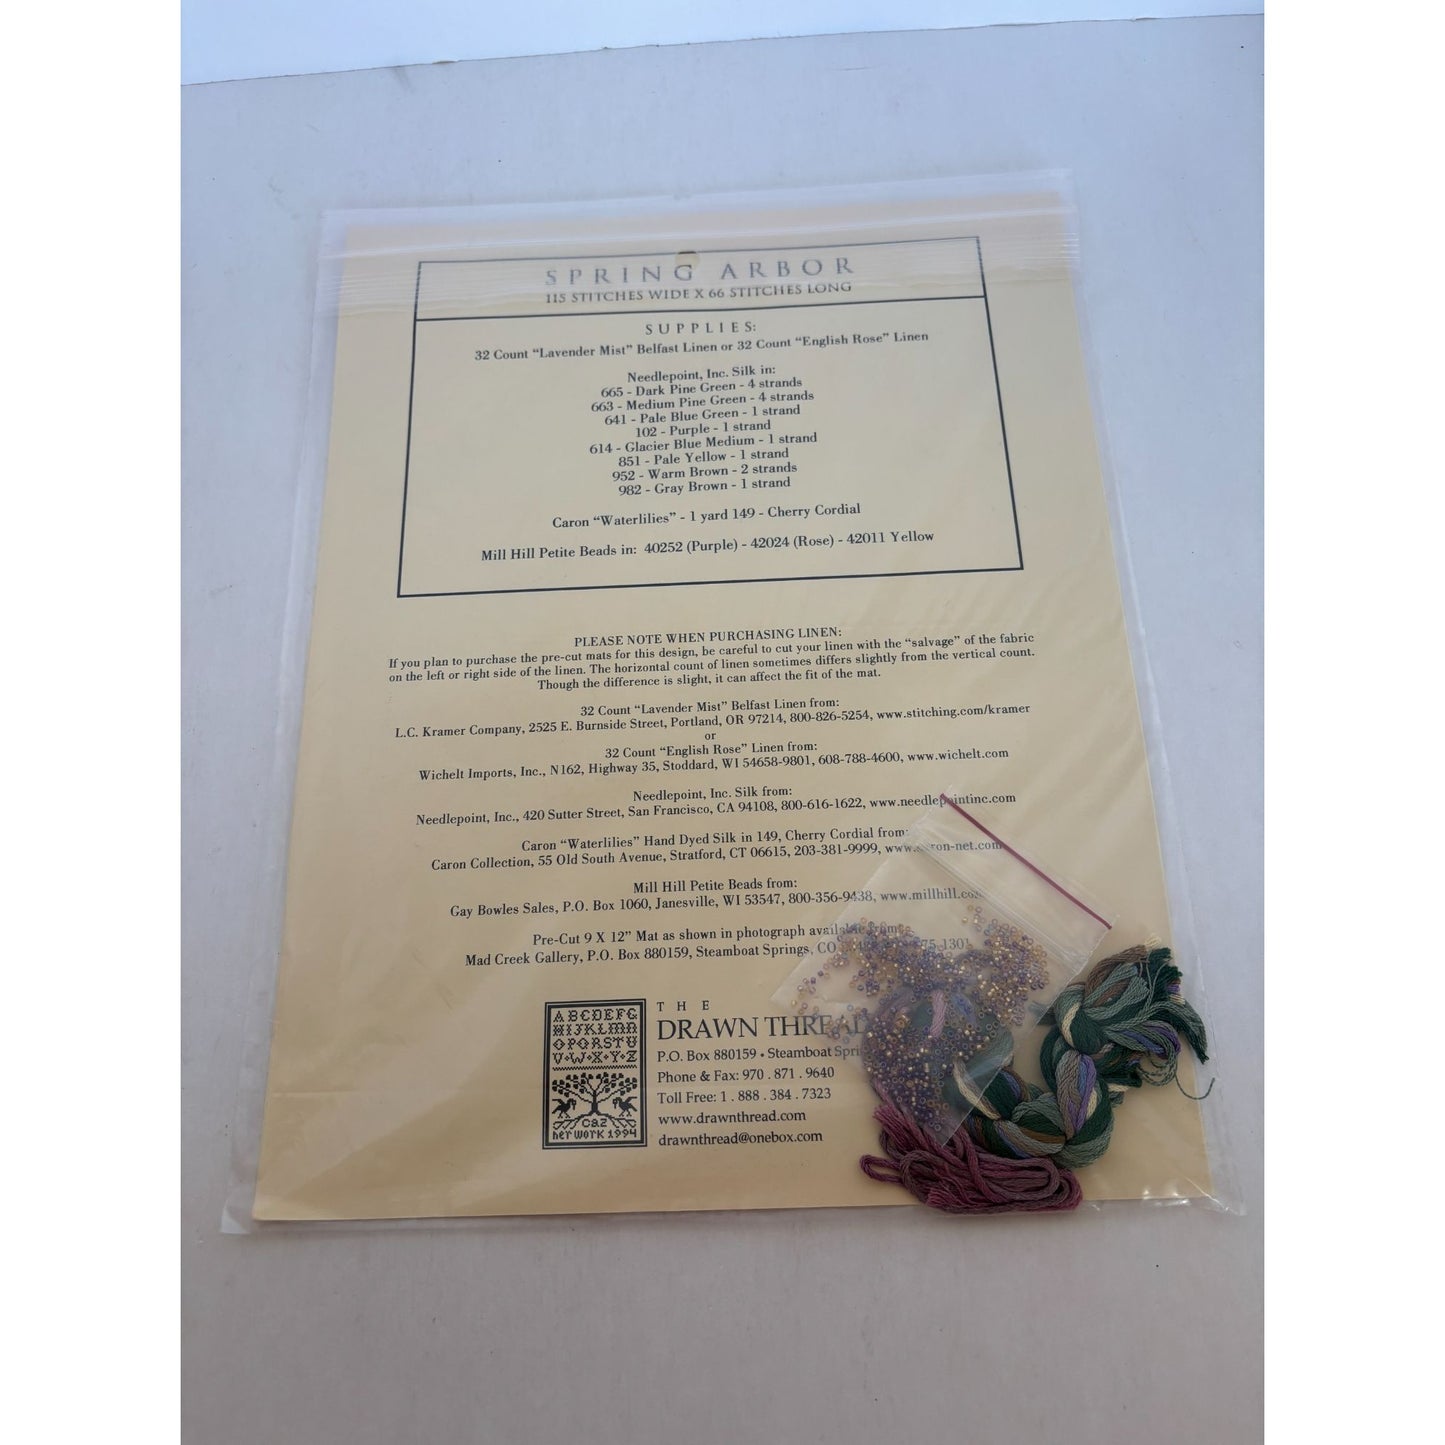 SPRING ARBOR
115 STITCHES WIDE X 66 STITCHES LONG
SUPPLIES:
32 Count “Lavender Mist” Belfast Linen or 32 Count “English Rose” Linen
Needlepoint, Inc. Silk in:
665 - Dark Pine Green - 4 strands
663 - Medium Pine Green - 4 strands
641 - Pale Blue Green - 1 strand
102 - Purple - 1 strand
614 - Glacier Blue Medium - 1 strand
851 - Pale Yellow - 1 strand
952 - Warm Brown - 2 strands
982 - Gray Brown - 1 strand
Caron “Waterlilies” - 1 yard 149 - Cherry Cordial
Mill Hill Petite Beads in: 40252 (Purple) - 42024 (Rose) - 42011 Yellow
PLEASE NOTE WHEN PURCHASING LINEN:
If you plan to purchase the pre-cut mats for this design, be careful to cut your linen with the “salvage” of the fabric
on the left or right side of the linen. The horizontal count of linen sometimes differs slightly from the vertical count.
Though the difference is slight, it can affect the fit of the mat.
32 Count “Lavender Mist” Belfast Linen from:
L.C. Kramer Company, 2525 E. Burnside Street, Portland, OR 97214, 800-826-5254, www.stitching.com/kramer
or
32 Count “English Rose” Linen from:
Wichelt Imports, Inc., N162, Highway 35, Stoddard, WI 54658-9801, 608-788-4600, www.wichelt.com
Needlepoint, Inc. Silk from:
Needlepoint, Inc., 420 Sutter Street, San Francisco, CA 94108, 800-616-1622, www.needlepointinc.com
Caron “Waterlilies” Hand Dyed Silk in 149, Cherry Cordial from:
Caron Collection, 55 Old South Avenue, Stratford, CT 06615, 203-381-9999, www.caron-net.com
Mill Hill Petite Beads from:
Gay Bowles Sales, P.O. Box 1060, Janesville, WI 53547, 800-356-9438, www.millhill.com
Pre-Cut 9 X 12” Mat as shown in photograph available from:
Mad Creek Gallery, P.O. Box 880159, Steamboat Springs, CO
ABCDEFG
HIJKLMN
OPQRSTU
V•W•X•Y•Z
caz
her work 1994
THE
DRAWN THREAD
P.O. Box 880159 • Steamboat
Phone & Fax: 970 . 871 . 9640
Toll Free: 1 . 888 . 384 . 7323
www.drawnthread.com
drawnthread@onebox.com